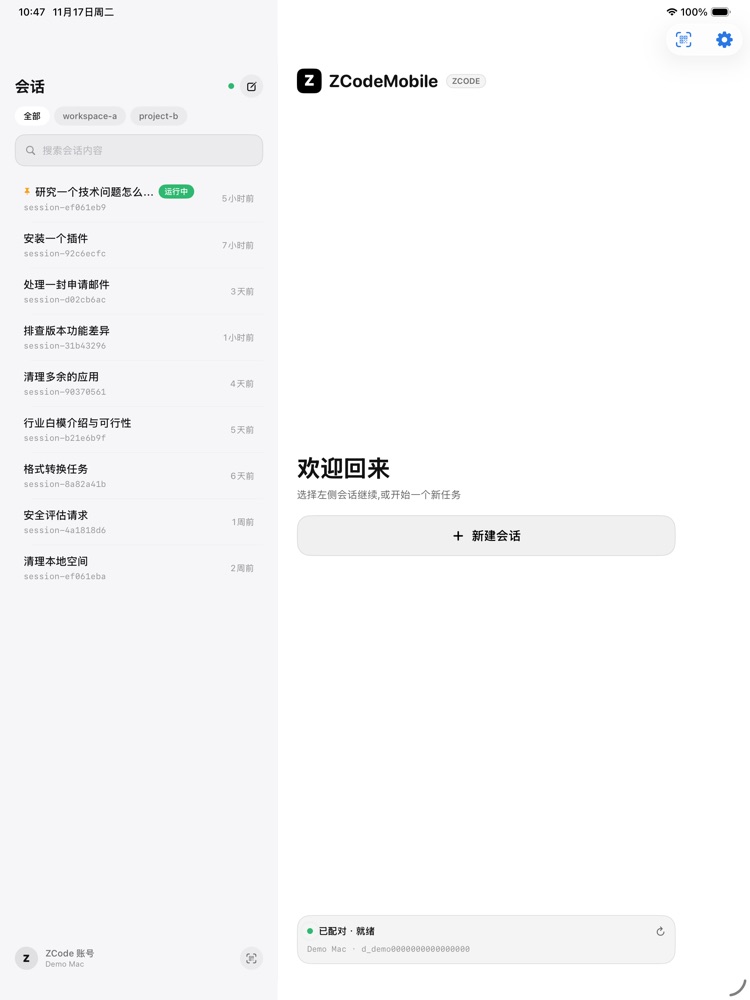 10:47 11月17日周二
100%
会话
全部 workspace-a project-b
搜索会话内容
研究一个技术问题怎么... 运行中 5小时前
session-ef061eb9
安装一个插件 7小时前
session-92c6ecfc
处理一封申请邮件 3天前
session-d02cb6ac
排查版本功能差异 1小时前
session-31b43296
清理多余的应用 4天前
session-90370561
行业白模介绍与可行性 5天前
session-b21e6b9f
格式转换任务 6天前
session-8a82a41b
安全评估请求 1周前
session-4a1818d6
清理本地空间 2周前
session-ef061eba
Z ZCode 账号
Demo Mac
Z ZCodeMobile ZCODE
欢迎回来
选择左侧会话继续,或开始一个新任务
+ 新建会话
已配对 · 就绪
Demo Mac · d_demo0000000000000000